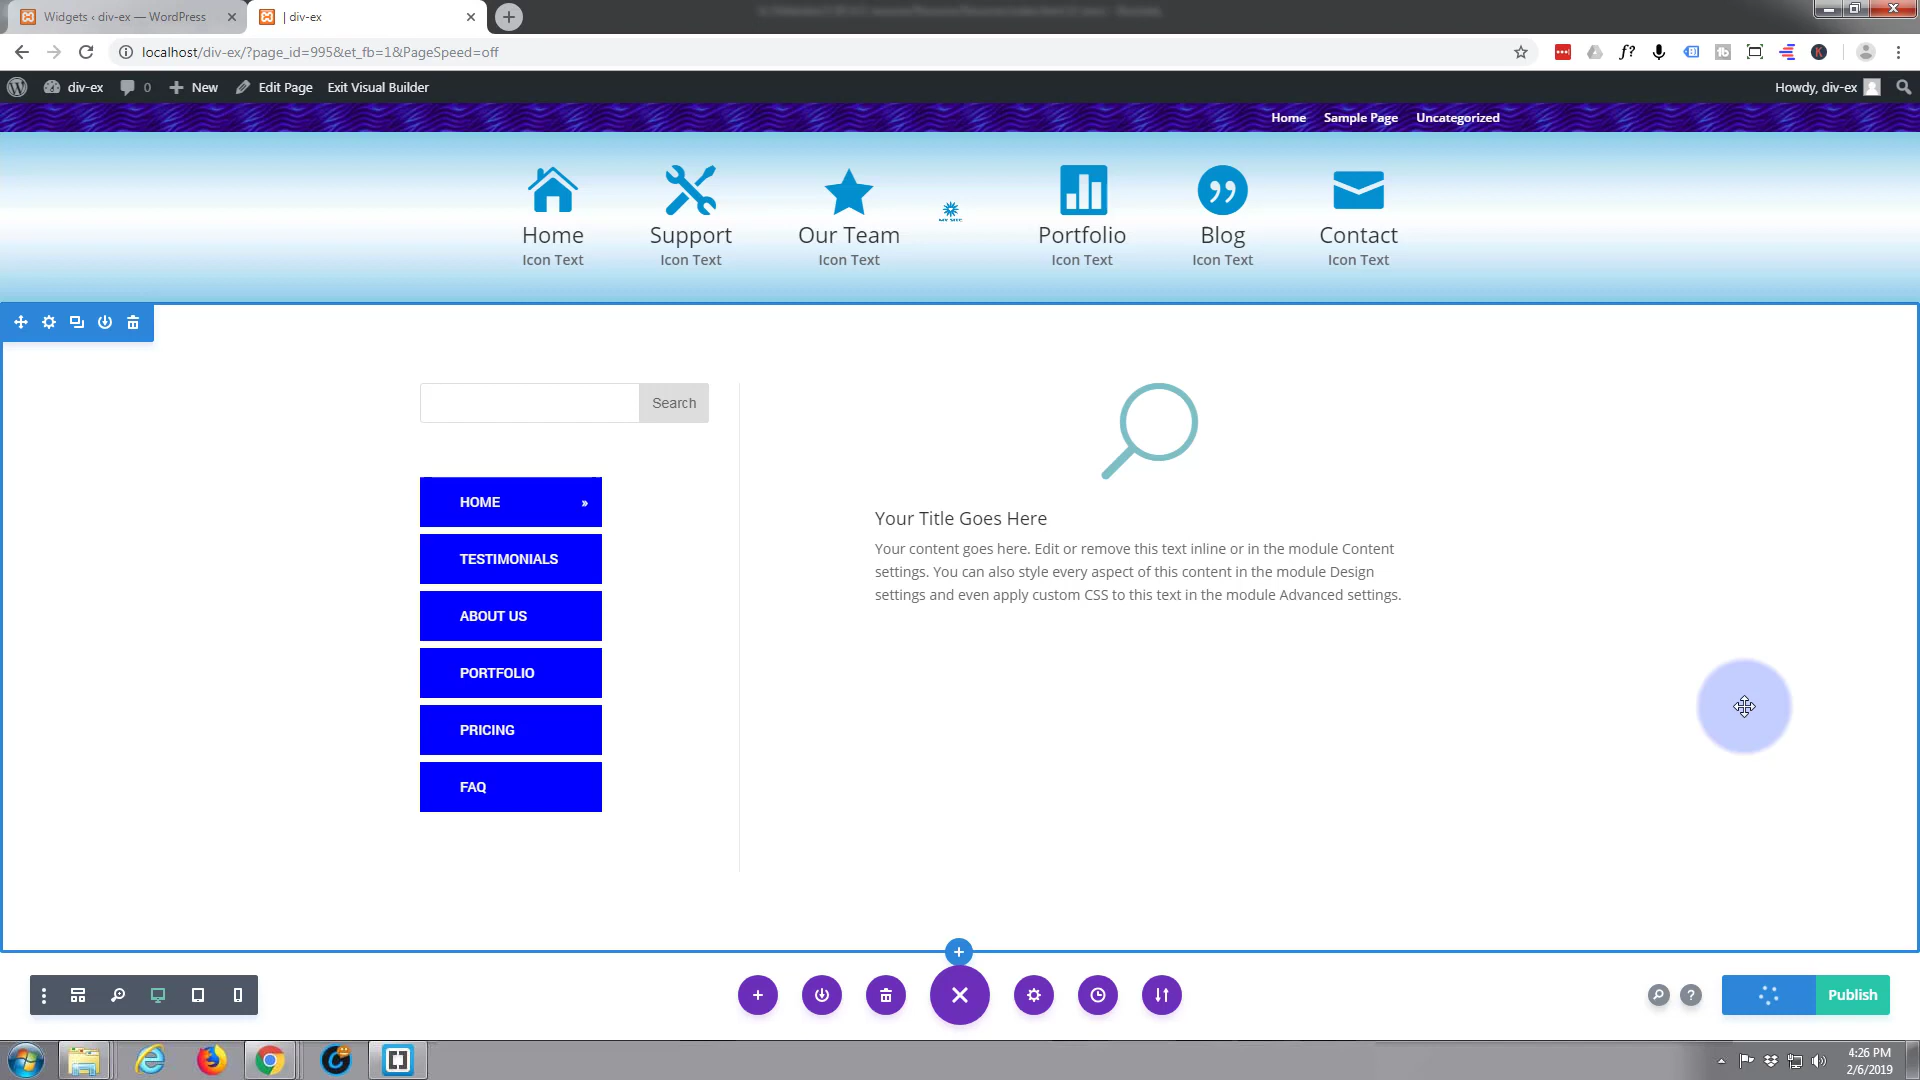 Widgets ‹ div-ex — WordPress
| div-ex
localhost/div-ex/?page_id=995&et_fb=1&PageSpeed=off
div-ex
0
New
Edit Page
Exit Visual Builder
Howdy, div-ex
Home
Sample Page
Uncategorized
Home
Support
Our Team
Portfolio
Blog
Contact
Icon Text
Icon Text
Icon Text
Icon Text
Icon Text
Icon Text
Search
HOME »
TESTIMONIALS
ABOUT US
PORTFOLIO
PRICING
FAQ
Your Title Goes Here
Your content goes here. Edit or remove this text inline or in the module Content
settings. You can also style every aspect of this content in the module Design
settings and even apply custom CSS to this text in the module Advanced settings.
Publish
4:26 PM
2/6/2019